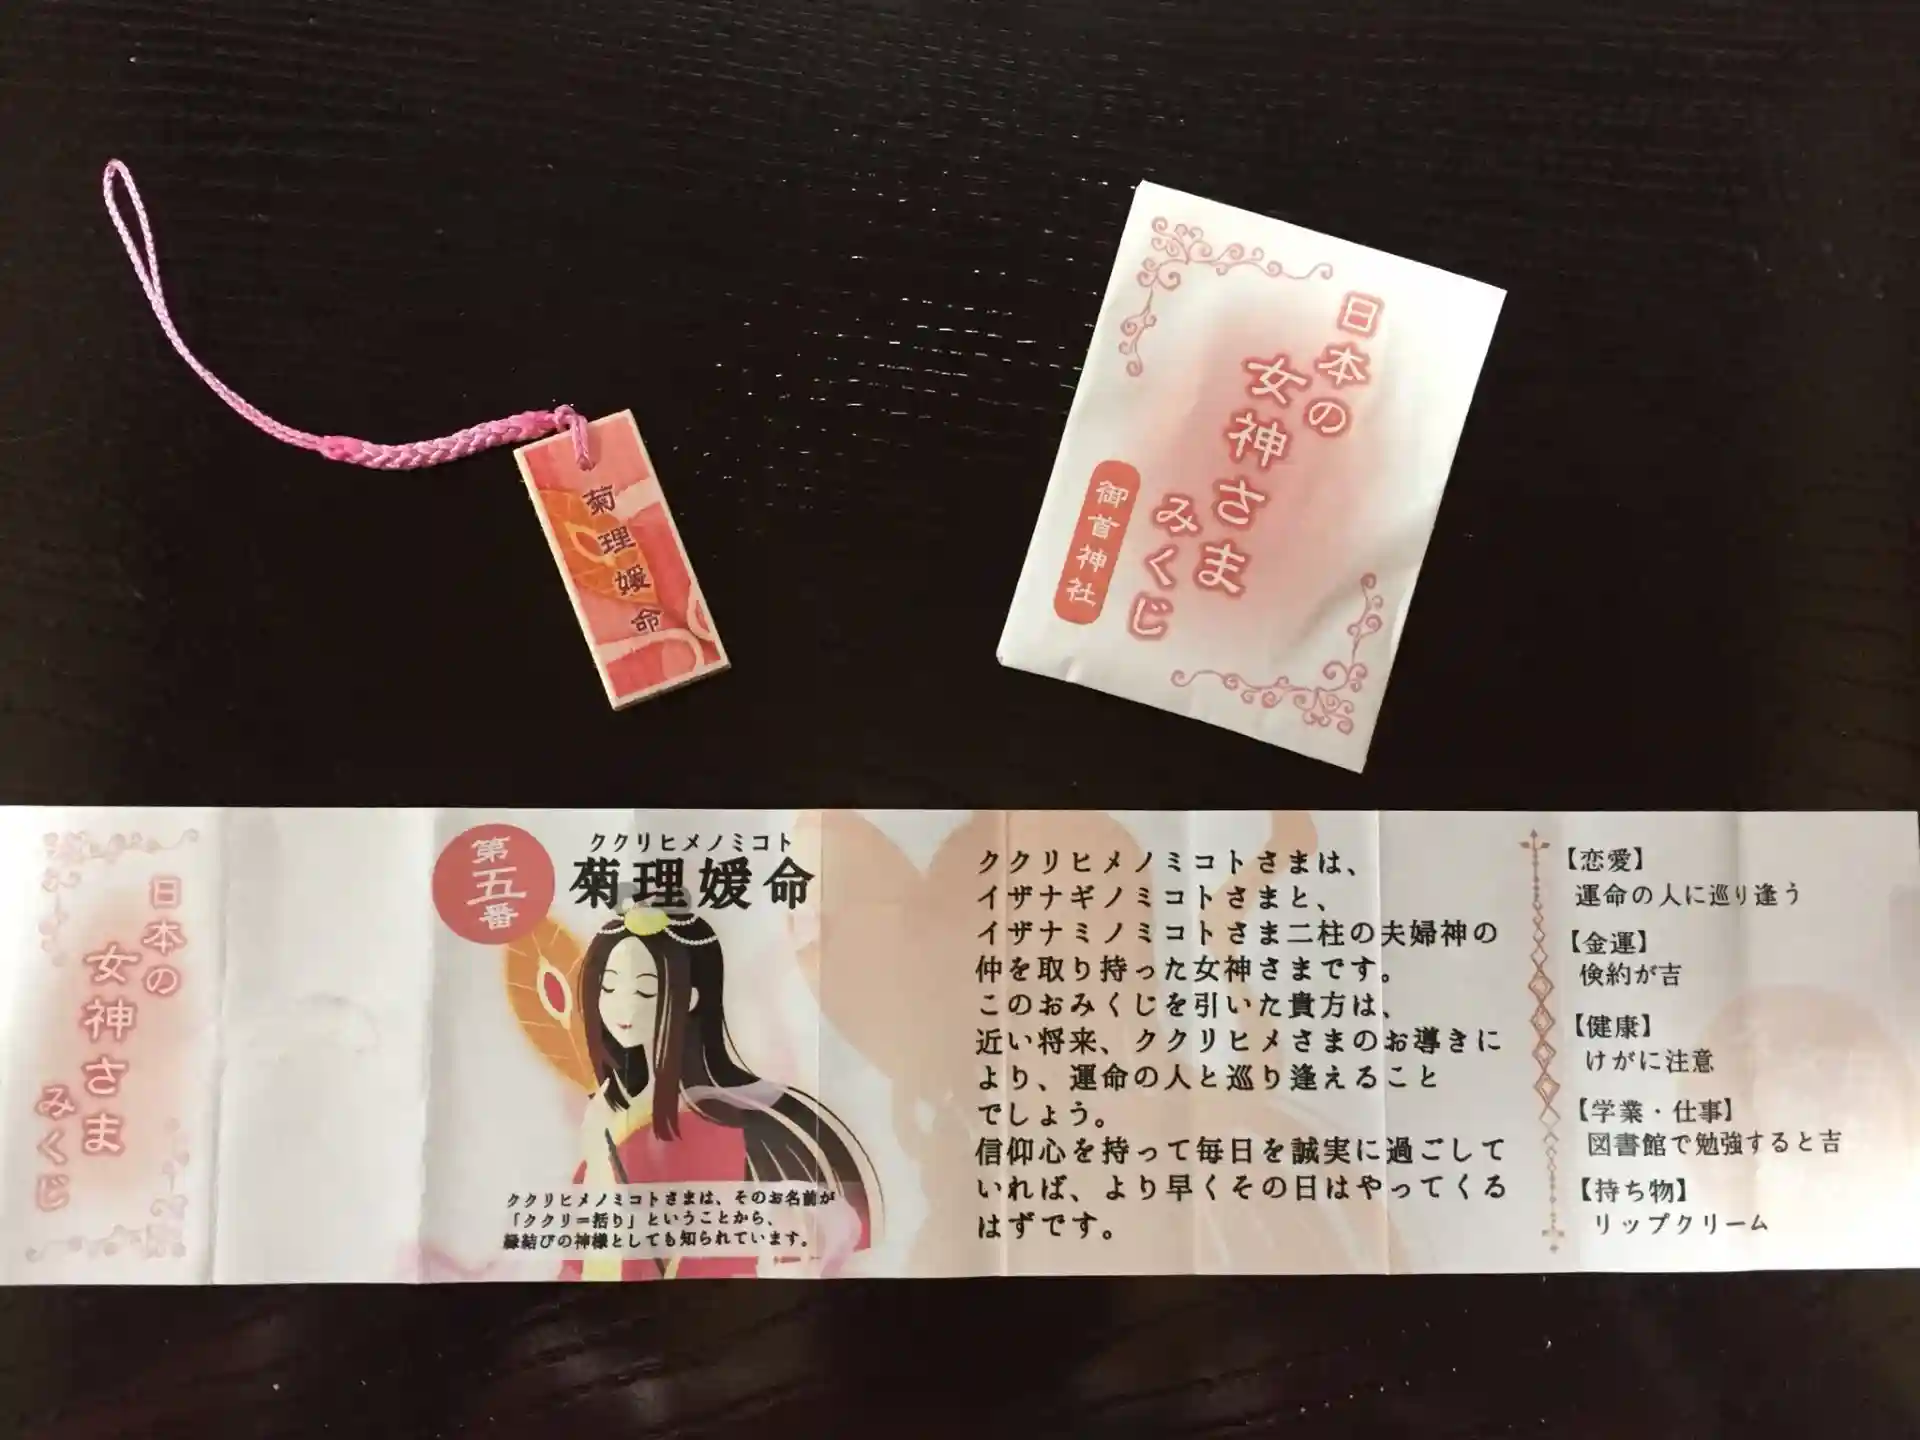 菊理媛命
日本の
女神さま
みくじ
御首神社
日本の
女神さま
みくじ
第五番
ククリヒメノミコト
菊理媛命
ククリヒメノミコトさまは、そのお名前が
「ククリ＝括り」ということから、
縁結びの神様としても知られています。
ククリヒメノミコトさまは、
イザナギノミコトさまと、
イザナミノミコトさま二柱の夫婦神の
仲を取り持った女神さまです。
このおみくじを引いた貴方は、
近い将来、ククリヒメさまのお導きに
より、運命の人と巡り逢えること
でしょう。
信仰心を持って毎日を誠実に過ごして
いれば、より早くその日はやってくる
はずです。
【恋愛】
運命の人に巡り逢う
【金運】
倹約が吉
【健康】
けがに注意
【学業・仕事】
図書館で勉強すると吉
【持ち物】
リップクリーム